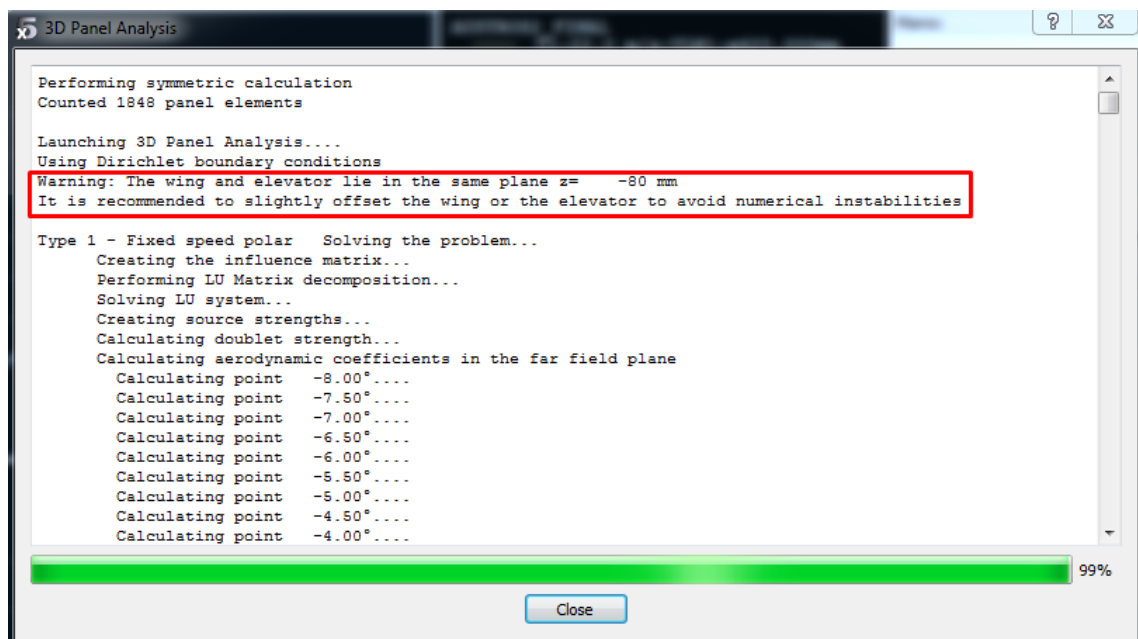 3D Panel Analysis
Performing symmetric calculation
Counted 1848 panel elements
Launching 3D Panel Analysis....
Using Dirichlet boundary conditions
Warning: The wing and elevator lie in the same plane z=    -80 mm
It is recommended to slightly offset the wing or the elevator to avoid numerical instabilities
Type 1 - Fixed speed polar   Solving the problem...
Creating the influence matrix...
Performing LU Matrix decomposition...
Solving LU system...
Creating source strengths...
Calculating doublet strength...
Calculating aerodynamic coefficients in the far field plane
Calculating point   -8.00°....
Calculating point   -7.50°....
Calculating point   -7.00°....
Calculating point   -6.50°....
Calculating point   -6.00°....
Calculating point   -5.50°....
Calculating point   -5.00°....
Calculating point   -4.50°....
Calculating point   -4.00°....
99%
Close